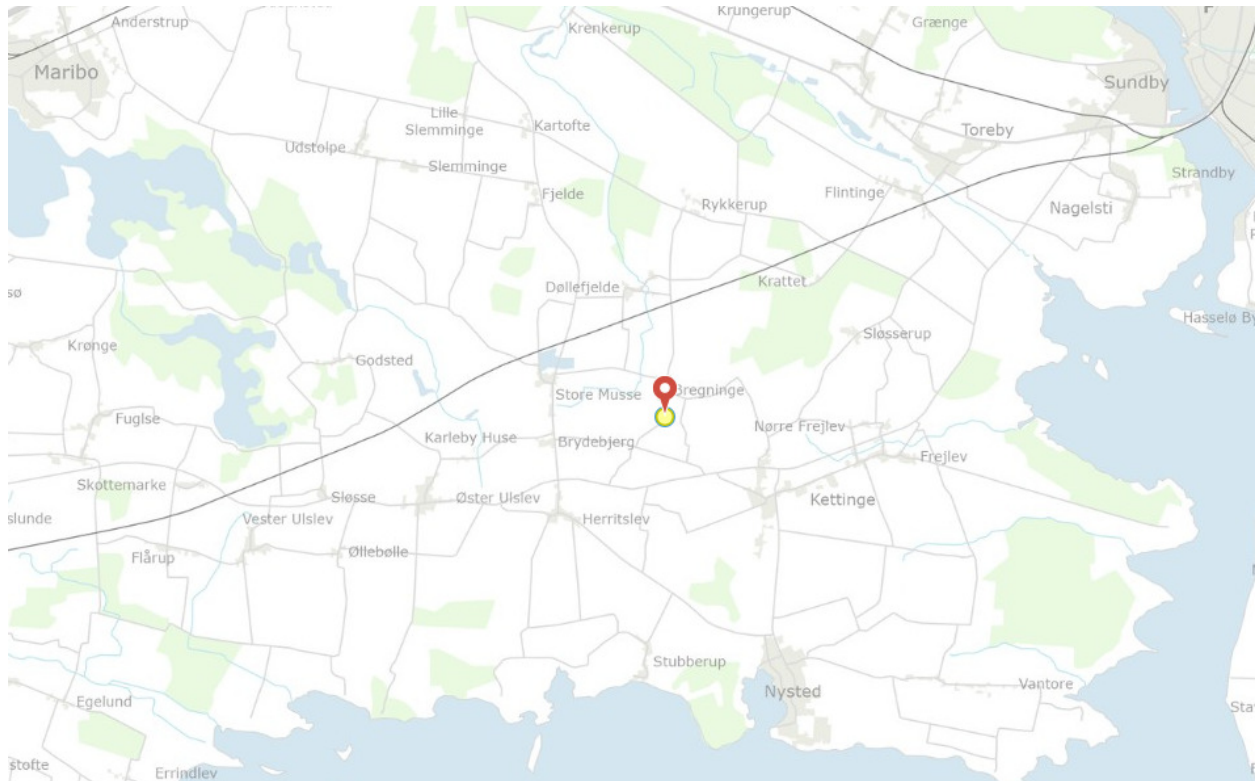 Anderstrup
Krenkerup
Krungerup
Grænge
Maribo
Sundby
Lille
Slemminge
Kartofte
Toreby
Udstolpe
Slemminge
Strandby
Fjelde
Rykkerup
Flintinge
Nagelsti
Døllefjelde
Krattet
sø
Hasselø By
Krønge
Godsted
Sløsserup
Store Musse
Bregninge
Fuglse
Karleby Huse
Brydebjerg
Nørre Frejlev
Frejlev
Skottemarke
Sløsse
Øster Ulslev
Kettinge
slunde
Vester Ulslev
Herritslev
Flårup
Øllebølle
Stubberup
Vantore
Nysted
Egelund
Sta
stofte
Errindlev